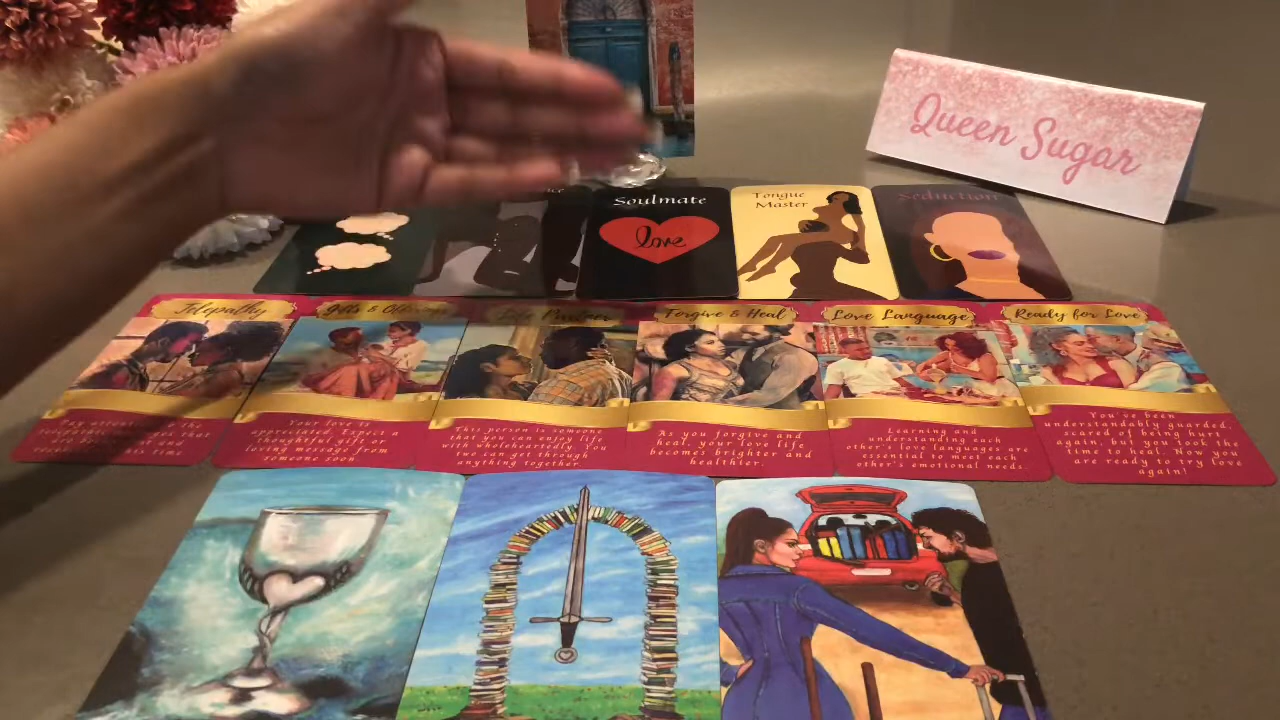 Queen Sugar
Soulmate
love
Tongue
Master
Seduction
Telepathy
Gifts &
Life Partner
Forgive & Heal
Love Language
Ready for Love
Your love is
thoughtful gift or
loving message from
someone soon
This person is someone
that you can enjoy life
with wholeheartedly. You
two can get through
anything together.
As you forgive and
heal, your love life
becomes brighter and
healthier.
Learning and
understanding each
other's love languages are
essential to meet each
other's emotional needs.
You've been
understandably guarded,
scared of being hurt
again, but you took the
time to heal. Now you
are ready to try love
again!